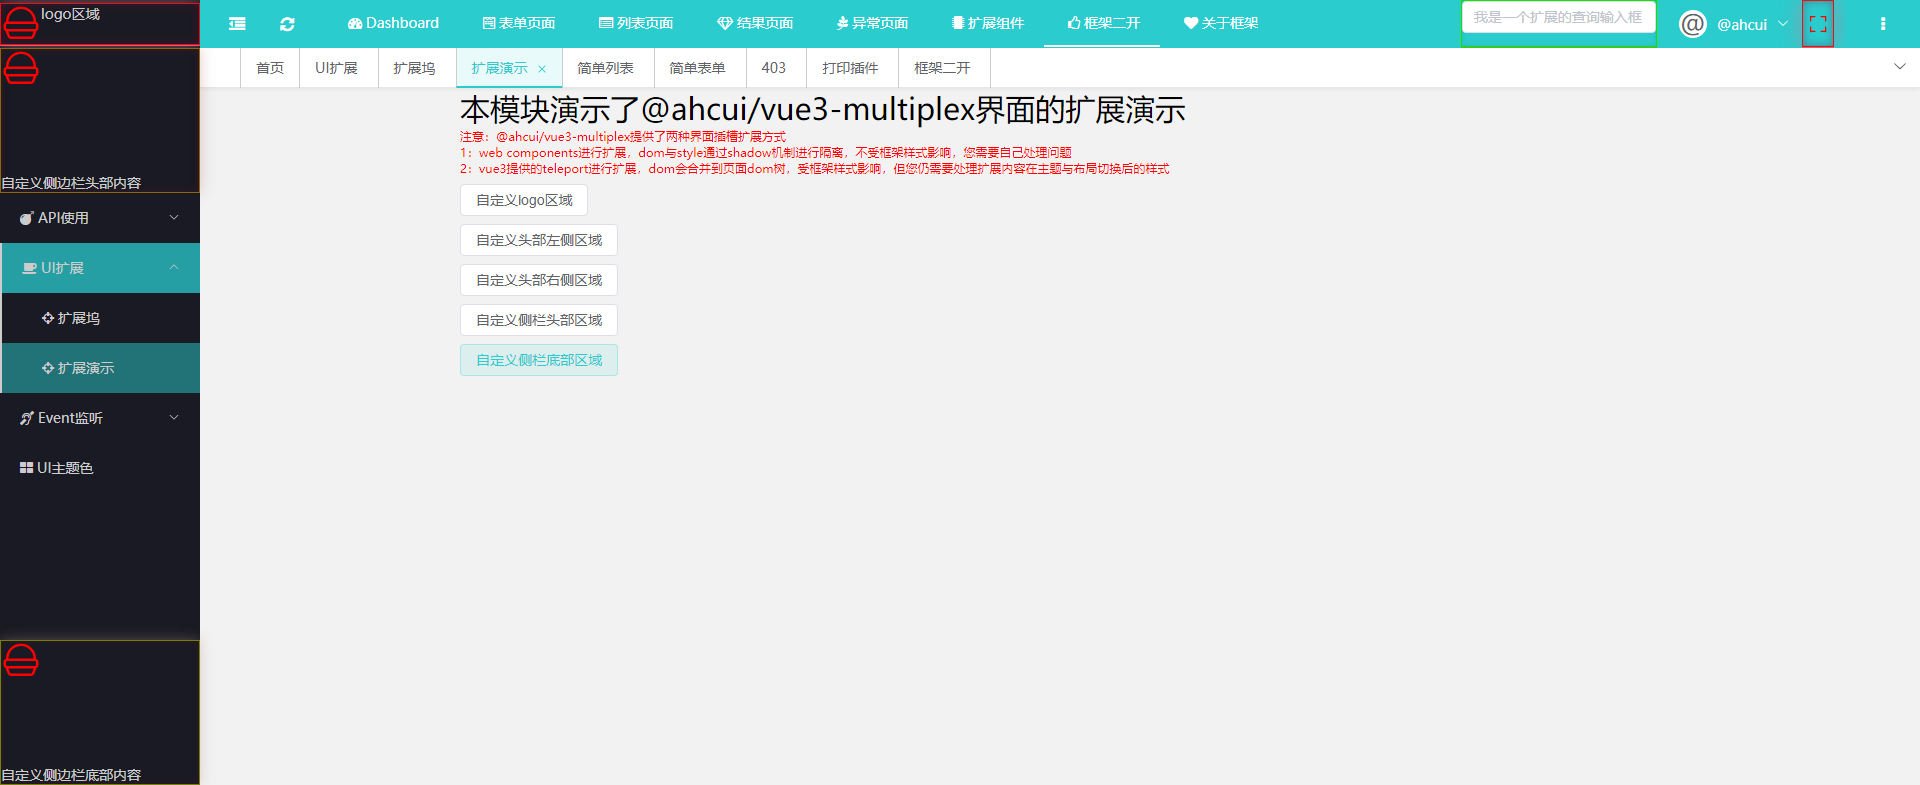 logo区域
Dashboard 表单页面 列表页面 结果页面 异常页面 扩展组件 框架二开 关于框架 我是一个扩展的查询输入框 @ @ahcui
首页 UI扩展 扩展坞 扩展演示 × 简单列表 简单表单 403 打印插件 框架二开
自定义侧边栏头部内容
API使用
UI扩展
扩展坞
扩展演示
Event监听
UI主题色
自定义侧边栏底部内容
本模块演示了@ahcui/vue3-multiplex界面的扩展演示
注意：@ahcui/vue3-multiplex提供了两种界面插槽扩展方式
1：web components进行扩展，dom与style通过shadow机制进行隔离，不受框架样式影响，您需要自己处理问题
2：vue3提供的teleport进行扩展，dom会合并到页面dom树，受框架样式影响，但您仍需要处理扩展内容在主题与布局切换后的样式
自定义logo区域
自定义头部左侧区域
自定义头部右侧区域
自定义侧栏头部区域
自定义侧栏底部区域